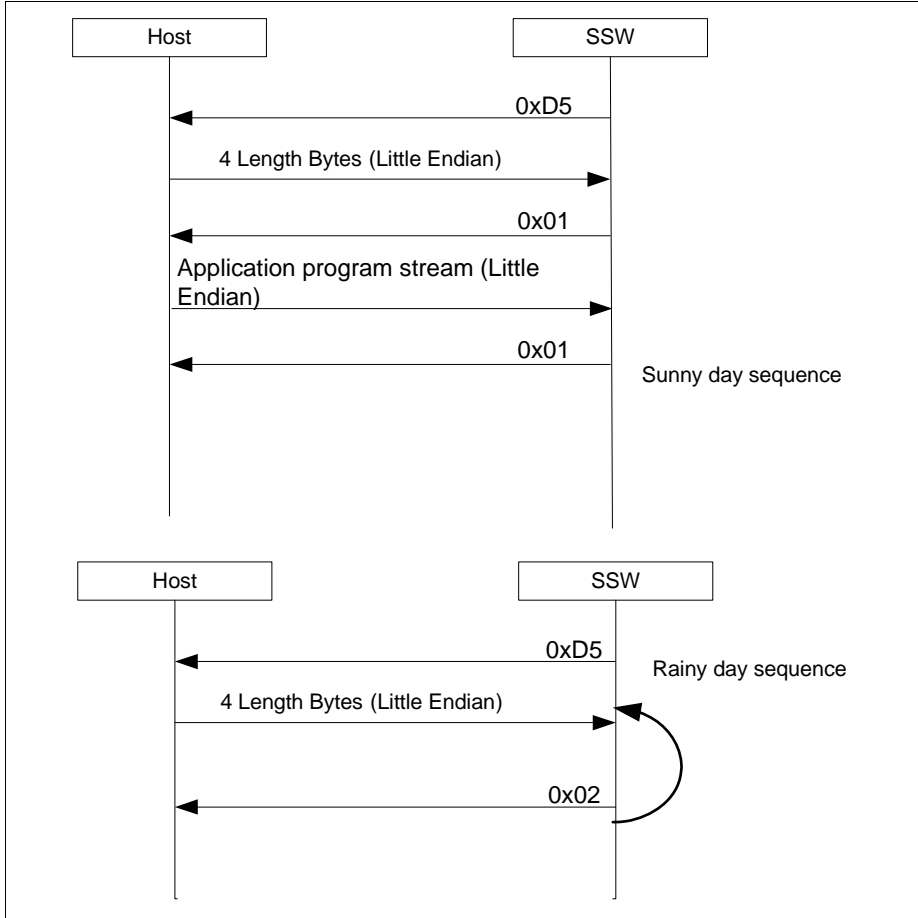 Host
SSW
0xD5
4 Length Bytes (Little Endian)
0x01
Application program stream (Little
Endian)
0x01
Sunny day sequence
Host
SSW
0xD5
Rainy day sequence
4 Length Bytes (Little Endian)
0x02